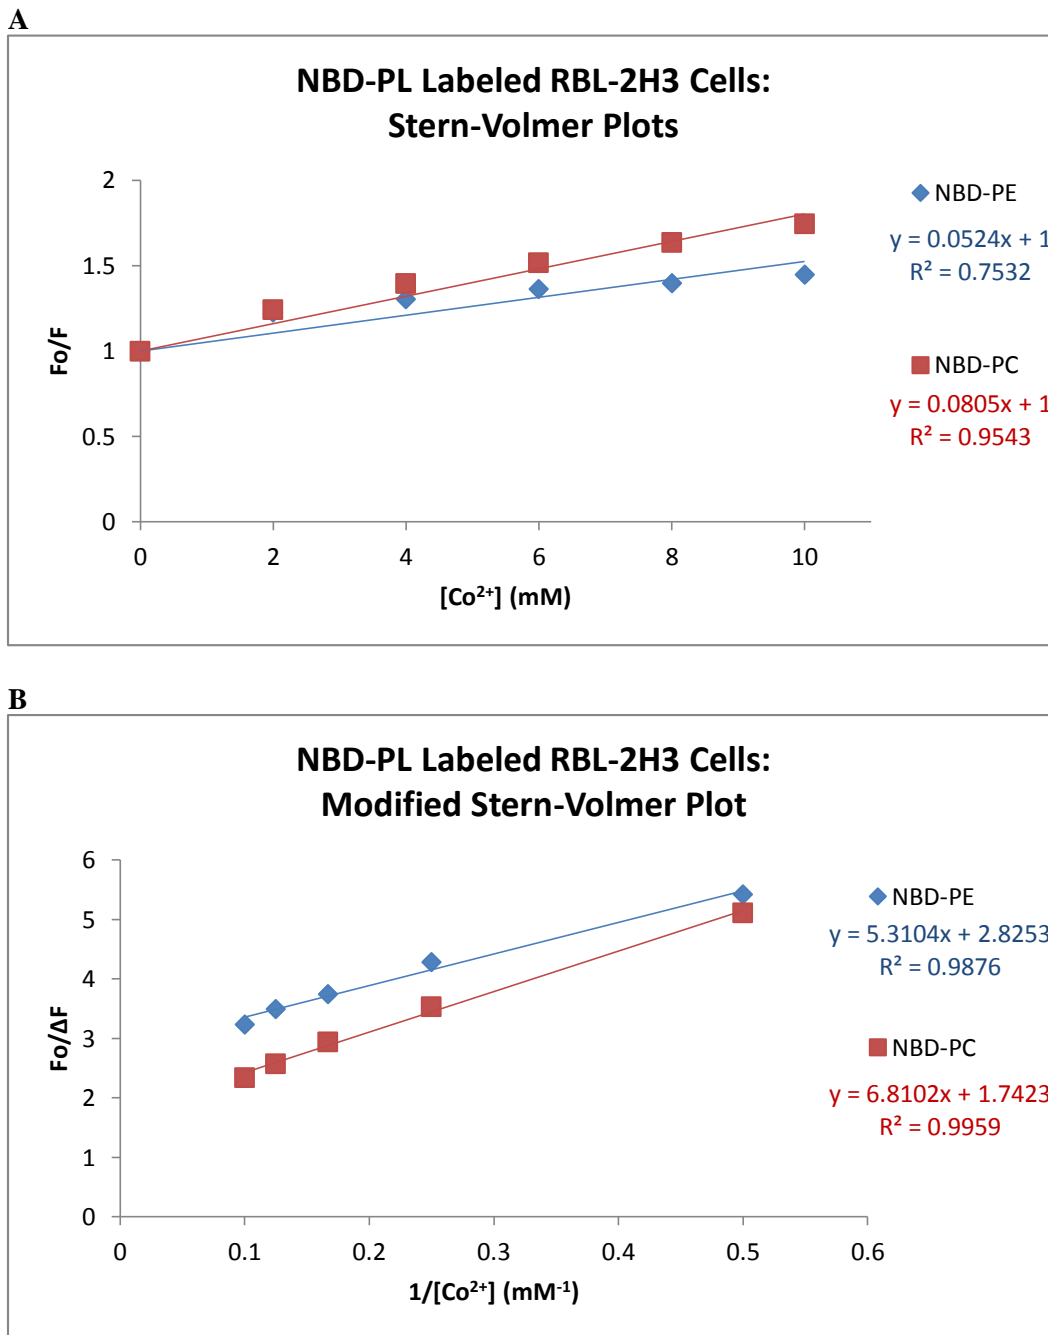 A
NBD-PL Labeled RBL-2H3 Cells:
Stern-Volmer Plots
2
1.5
1
0.5
0
Fo/F
0 2 4 6 8 10
[Co²⁺] (mM)
NBD-PE
y = 0.0524x + 1
R² = 0.7532
NBD-PC
y = 0.0805x + 1
R² = 0.9543
B
NBD-PL Labeled RBL-2H3 Cells:
Modified Stern-Volmer Plot
6
5
4
3
2
1
0
Fo/ΔF
0 0.1 0.2 0.3 0.4 0.5 0.6
1/[Co²⁺] (mM⁻¹)
NBD-PE
y = 5.3104x + 2.8253
R² = 0.9876
NBD-PC
y = 6.8102x + 1.7423
R² = 0.9959